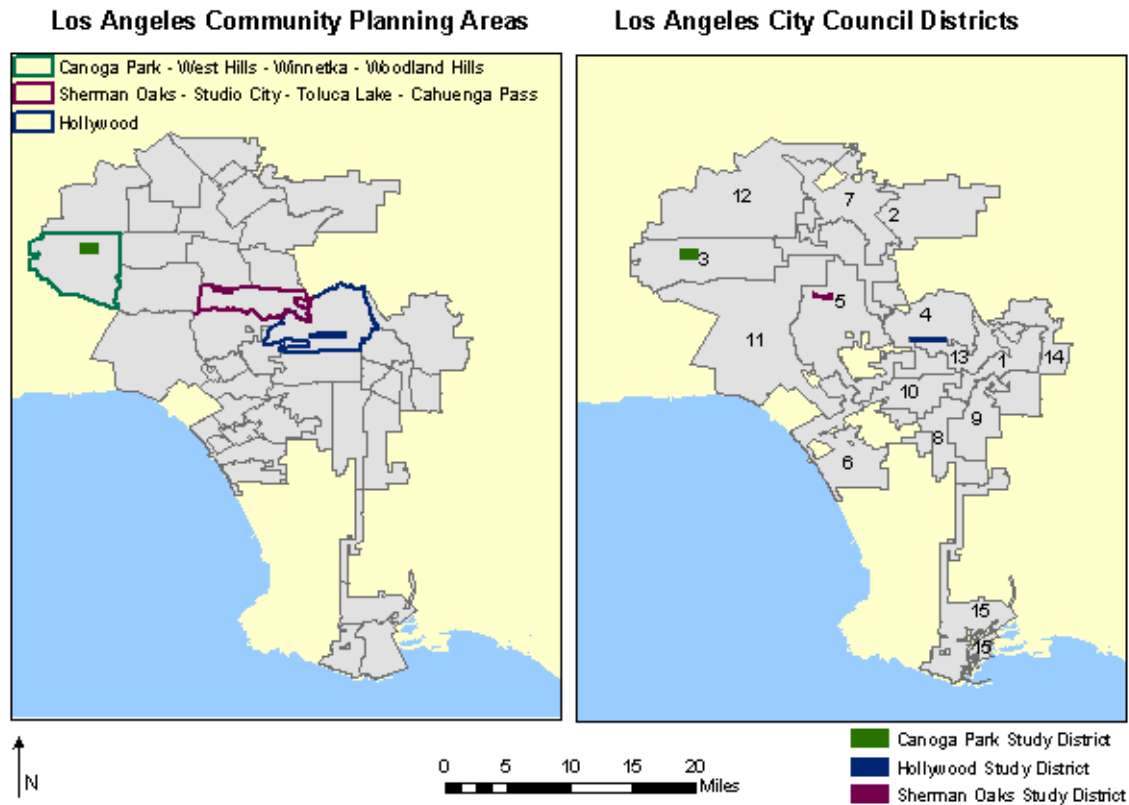 Los Angeles Community Planning Areas
Canoga Park - West Hills - Winnetka - Woodland Hills
Sherman Oaks - Studio City - Toluca Lake - Cahuenga Pass
Hollywood
Los Angeles City Council Districts
12
7
2
3
5
4
11
13
1
14
10
9
8
6
15
15
N
0 5 10 15 20
Miles
Canoga Park Study District
Hollywood Study District
Sherman Oaks Study District